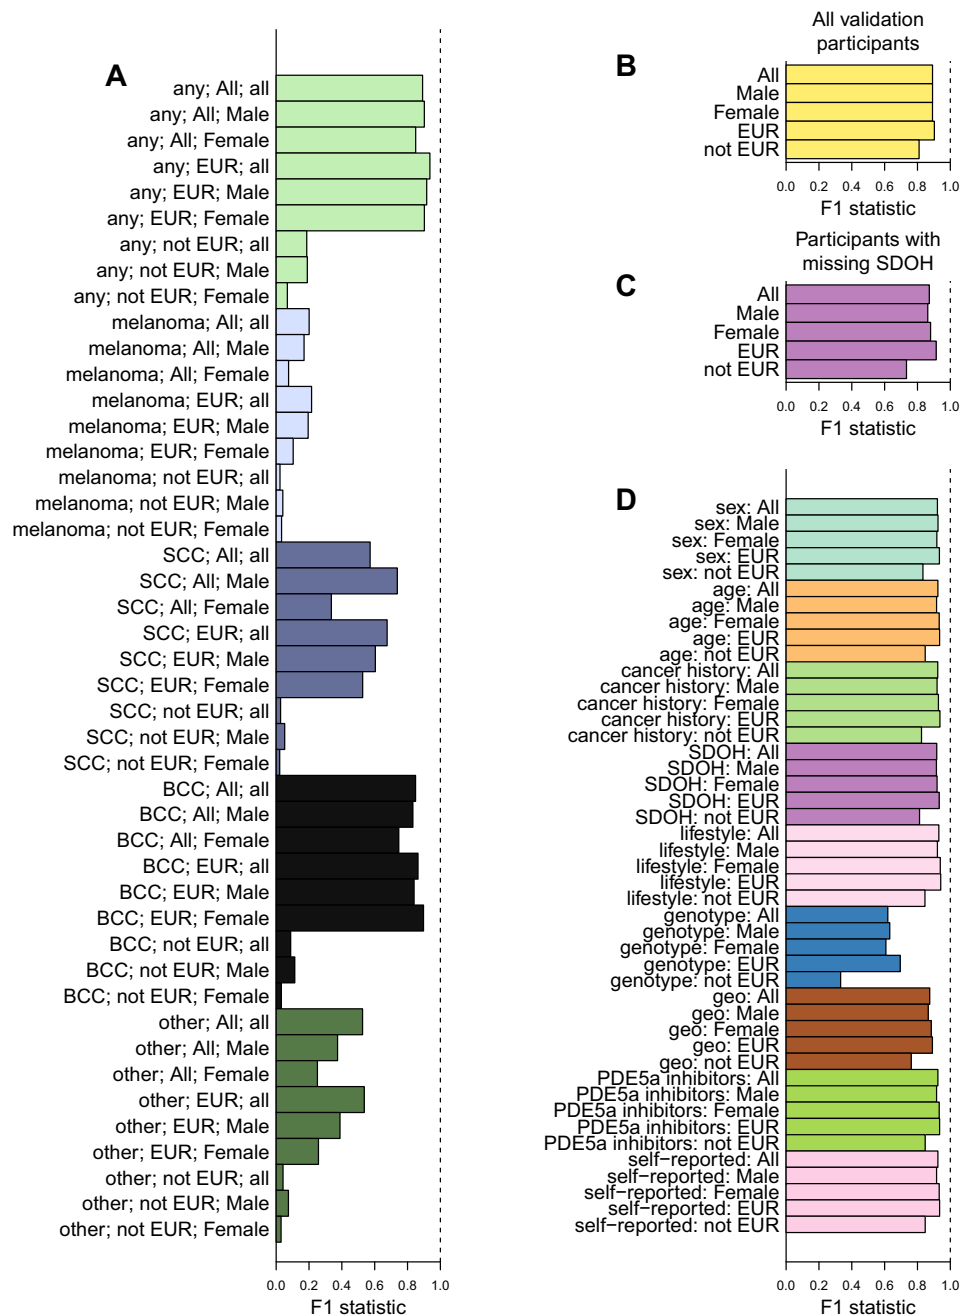 A
any; All; all
any; All; Male
any; All; Female
any; EUR; all
any; EUR; Male
any; EUR; Female
any; not EUR; all
any; not EUR; Male
any; not EUR; Female
melanoma; All; all
melanoma; All; Male
melanoma; All; Female
melanoma; EUR; all
melanoma; EUR; Male
melanoma; EUR; Female
melanoma; not EUR; all
melanoma; not EUR; Male
melanoma; not EUR; Female
SCC; All; all
SCC; All; Male
SCC; All; Female
SCC; EUR; all
SCC; EUR; Male
SCC; EUR; Female
SCC; not EUR; all
SCC; not EUR; Male
SCC; not EUR; Female
BCC; All; all
BCC; All; Male
BCC; All; Female
BCC; EUR; all
BCC; EUR; Male
BCC; EUR; Female
BCC; not EUR; all
BCC; not EUR; Male
BCC; not EUR; Female
other; All; all
other; All; Male
other; All; Female
other; EUR; all
other; EUR; Male
other; EUR; Female
other; not EUR; all
other; not EUR; Male
other; not EUR; Female
0.0 0.2 0.4 0.6 0.8 1.0
F1 statistic
All validation
participants
B
All
Male
Female
EUR
not EUR
0.0 0.2 0.4 0.6 0.8 1.0
F1 statistic
Participants with
missing SDOH
C
All
Male
Female
EUR
not EUR
0.0 0.2 0.4 0.6 0.8 1.0
F1 statistic
D
sex: All
sex: Male
sex: Female
sex: EUR
sex: not EUR
age: All
age: Male
age: Female
age: EUR
age: not EUR
cancer history: All
cancer history: Male
cancer history: Female
cancer history: EUR
cancer history: not EUR
SDOH: All
SDOH: Male
SDOH: Female
SDOH: EUR
SDOH: not EUR
lifestyle: All
lifestyle: Male
lifestyle: Female
lifestyle: EUR
lifestyle: not EUR
genotype: All
genotype: Male
genotype: Female
genotype: EUR
genotype: not EUR
geo: All
geo: Male
geo: Female
geo: EUR
geo: not EUR
PDE5a inhibitors: All
PDE5a inhibitors: Male
PDE5a inhibitors: Female
PDE5a inhibitors: EUR
PDE5a inhibitors: not EUR
self−reported: All
self−reported: Male
self−reported: Female
self−reported: EUR
self−reported: not EUR
0.0 0.2 0.4 0.6 0.8 1.0
F1 statistic